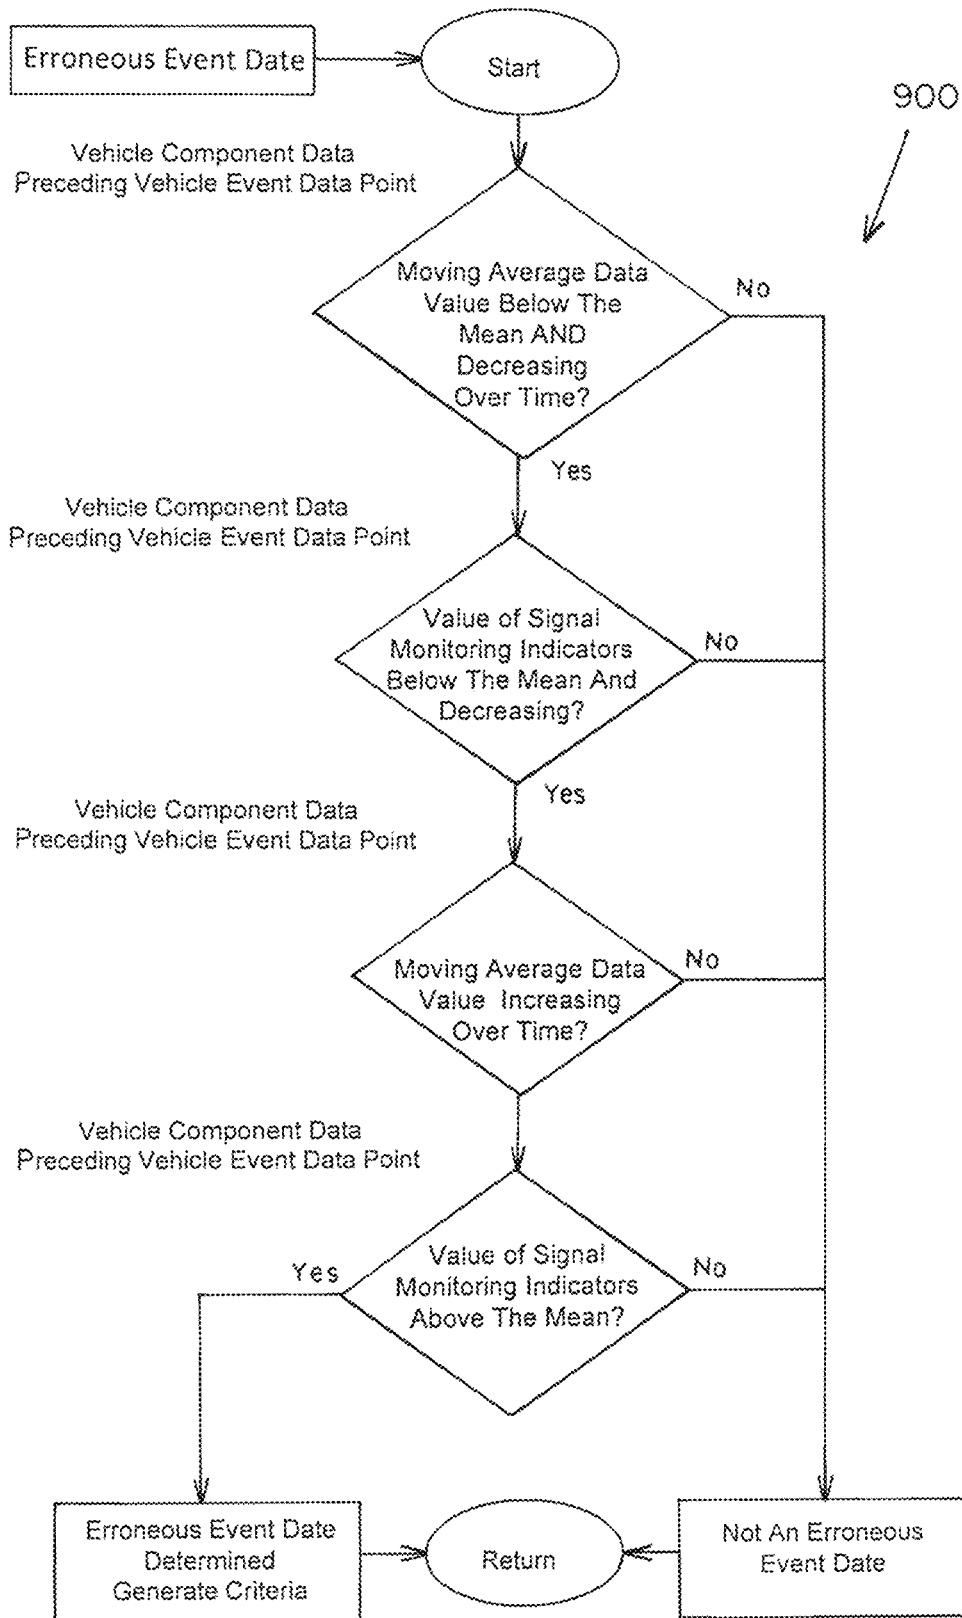 Erroneous Event Date
Start
900
Vehicle Component Data
Preceding Vehicle Event Data Point
Moving Average Data
Value Below The
Mean AND
Decreasing
Over Time?
No
Yes
Vehicle Component Data
Preceding Vehicle Event Data Point
Value of Signal
Monitoring Indicators
Below The Mean And
Decreasing?
No
Yes
Vehicle Component Data
Preceding Vehicle Event Data Point
Moving Average Data
Value Increasing
Over Time?
No
Vehicle Component Data
Preceding Vehicle Event Data Point
Value of Signal
Monitoring Indicators
Above The Mean?
Yes
No
Erroneous Event Date
Determined
Generate Criteria
Return
Not An Erroneous
Event Date